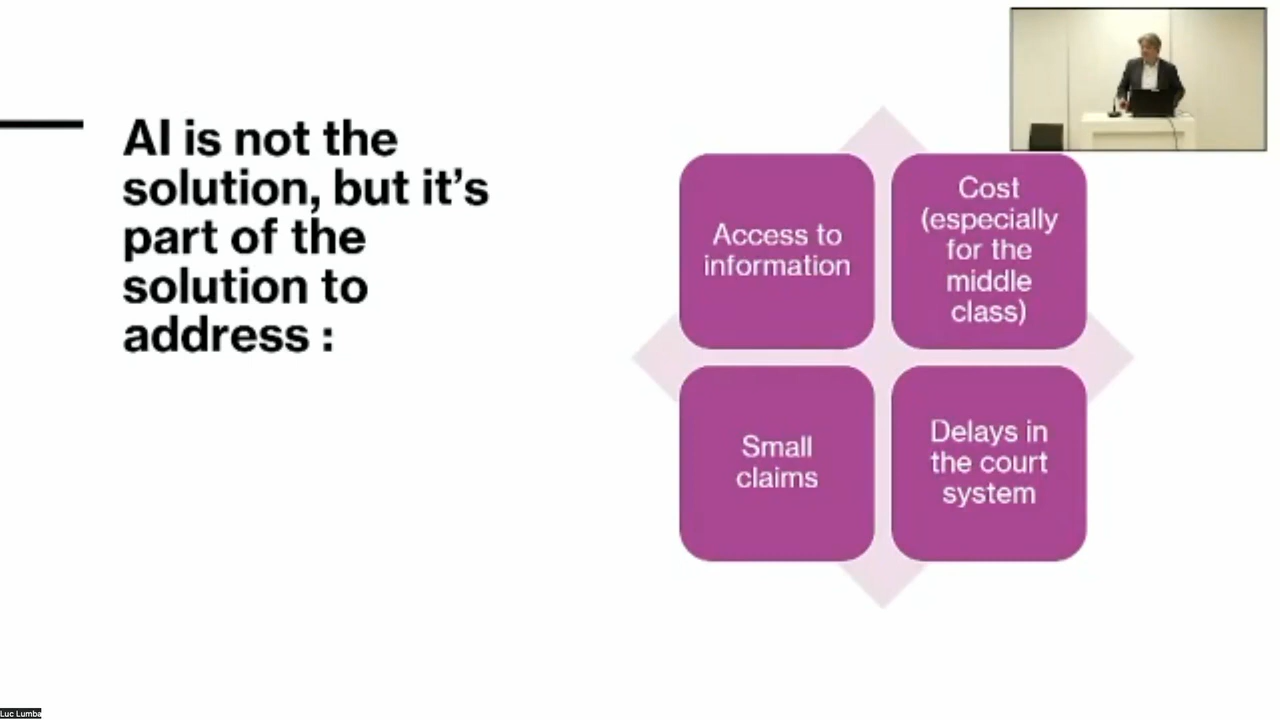 AI is not the
solution, but it's
part of the
solution to
address :
Access to
information
Cost
(especially
for the
middle
class)
Small
claims
Delays in
the court
system
Luc Lumba